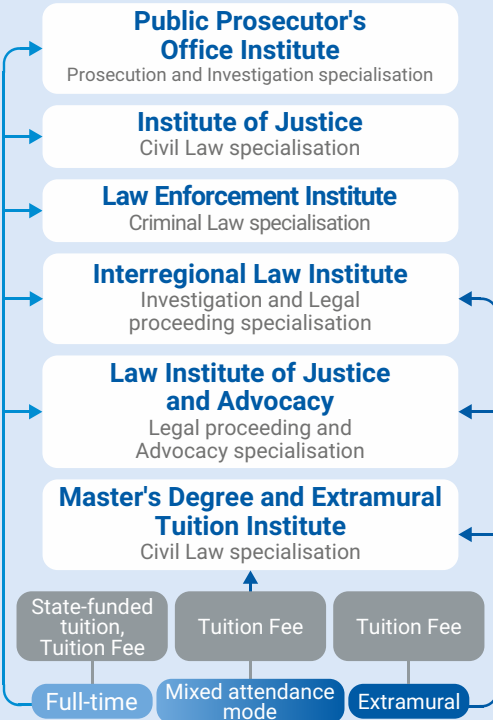 Public Prosecutor's
Office Institute
Prosecution and Investigation specialisation
Institute of Justice
Civil Law specialisation
Law Enforcement Institute
Criminal Law specialisation
Interregional Law Institute
Investigation and Legal
proceeding specialisation
Law Institute of Justice
and Advocacy
Legal proceeding and
Advocacy specialisation
Master's Degree and Extramural
Tuition Institute
Civil Law specialisation
State-funded
tuition,
Tuition Fee
Tuition Fee
Tuition Fee
Full-time
Mixed attendance
mode
Extramural